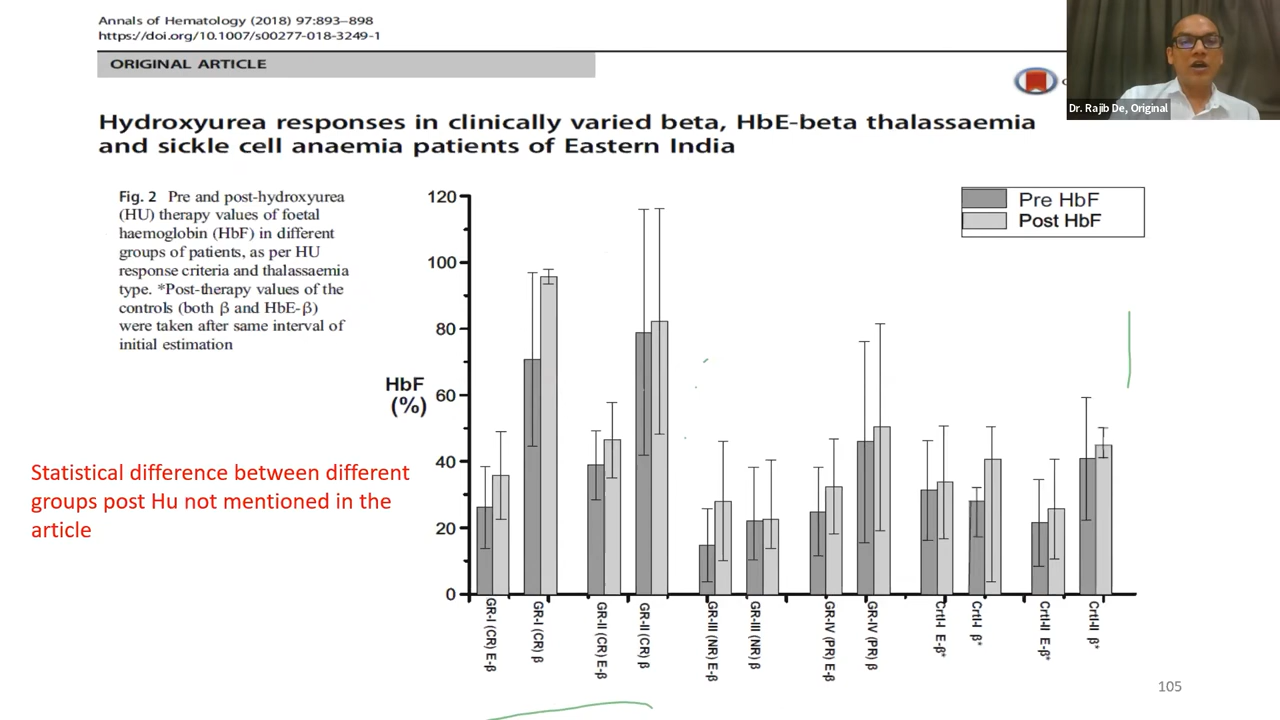 Annals of Hematology (2018) 97:893–898
https://doi.org/10.1007/s00277-018-3249-1
ORIGINAL ARTICLE
Dr. Rajib De, Original
Hydroxyurea responses in clinically varied beta, HbE-beta thalassaemia
and sickle cell anaemia patients of Eastern India
Fig. 2 Pre and post-hydroxyurea
(HU) therapy values of foetal
haemoglobin (HbF) in different
groups of patients, as per HU
response criteria and thalassaemia
type. *Post-therapy values of the
controls (both β and HbE-β)
were taken after same interval of
initial estimation
Pre HbF
Post HbF
HbF
(%)
120
100
80
60
40
20
0
GR-I (CR) E-β
GR-I (CR) β
GR-II (CR) E-β
GR-II (CR) β
GR-III (NR) E-β
GR-III (NR) β
GR-IV (PR) E-β
GR-IV (PR) β
Crtl-I E-β*
Crtl-I β*
Crtl-II E-β*
Crtl-II β*
Statistical difference between different
groups post Hu not mentioned in the
article
105